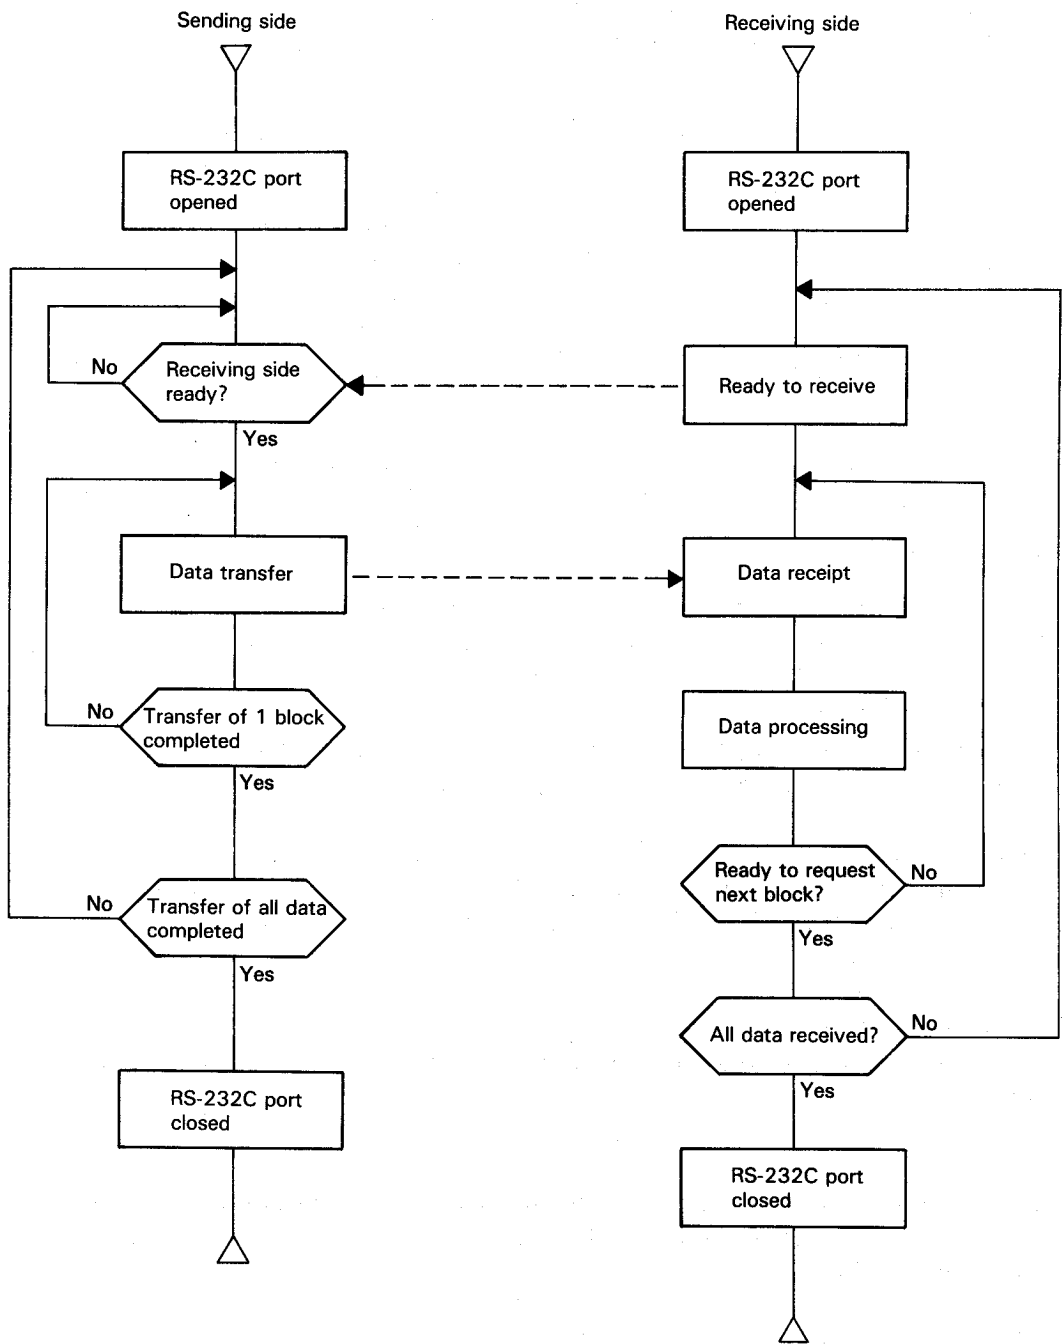 Sending side
RS-232C port
opened
No
Receiving side
ready?
Yes
Data transfer
No
Transfer of 1 block
completed
Yes
No
Transfer of all data
completed
Yes
RS-232C port
closed
Receiving side
RS-232C port
opened
Ready to receive
Data receipt
Data processing
Ready to request
next block?
No
Yes
All data received?
No
Yes
RS-232C port
closed